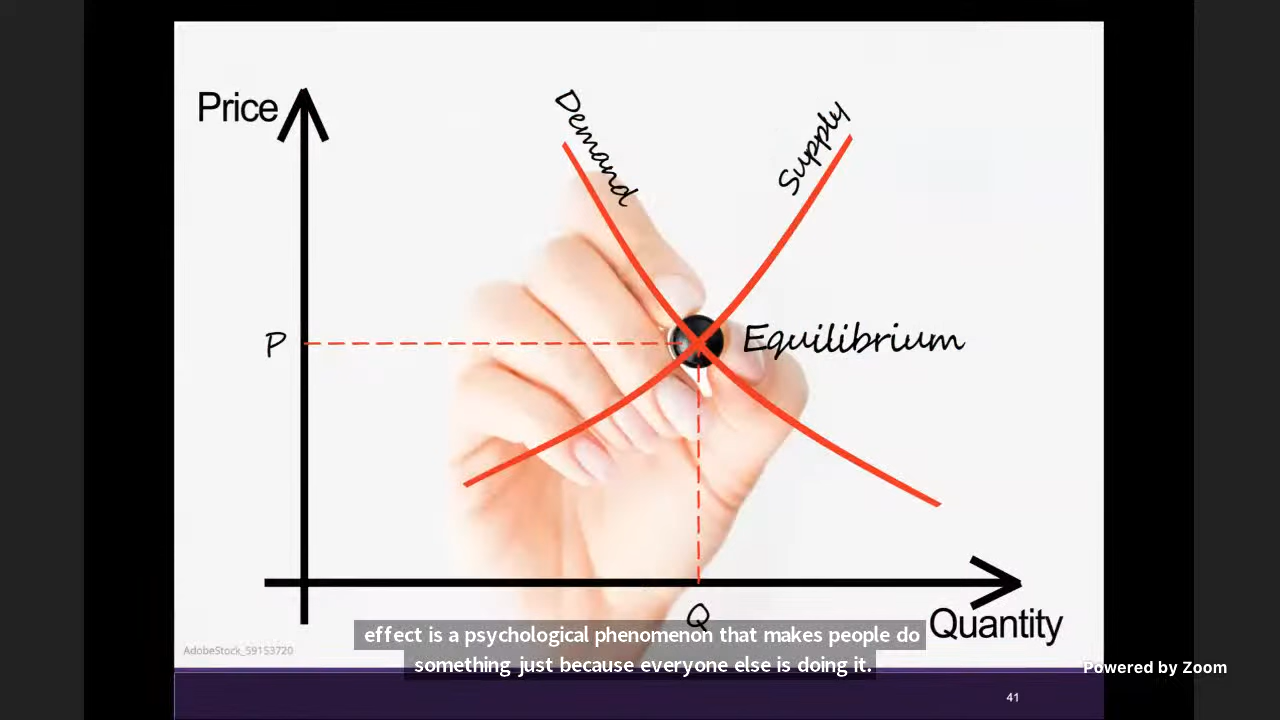 Price
Demand
Supply
P
Equilibrium
Q
Quantity
effect is a psychological phenomenon that makes people do
something just because everyone else is doing it.
AdobeStock_59153720
Powered by Zoom
41